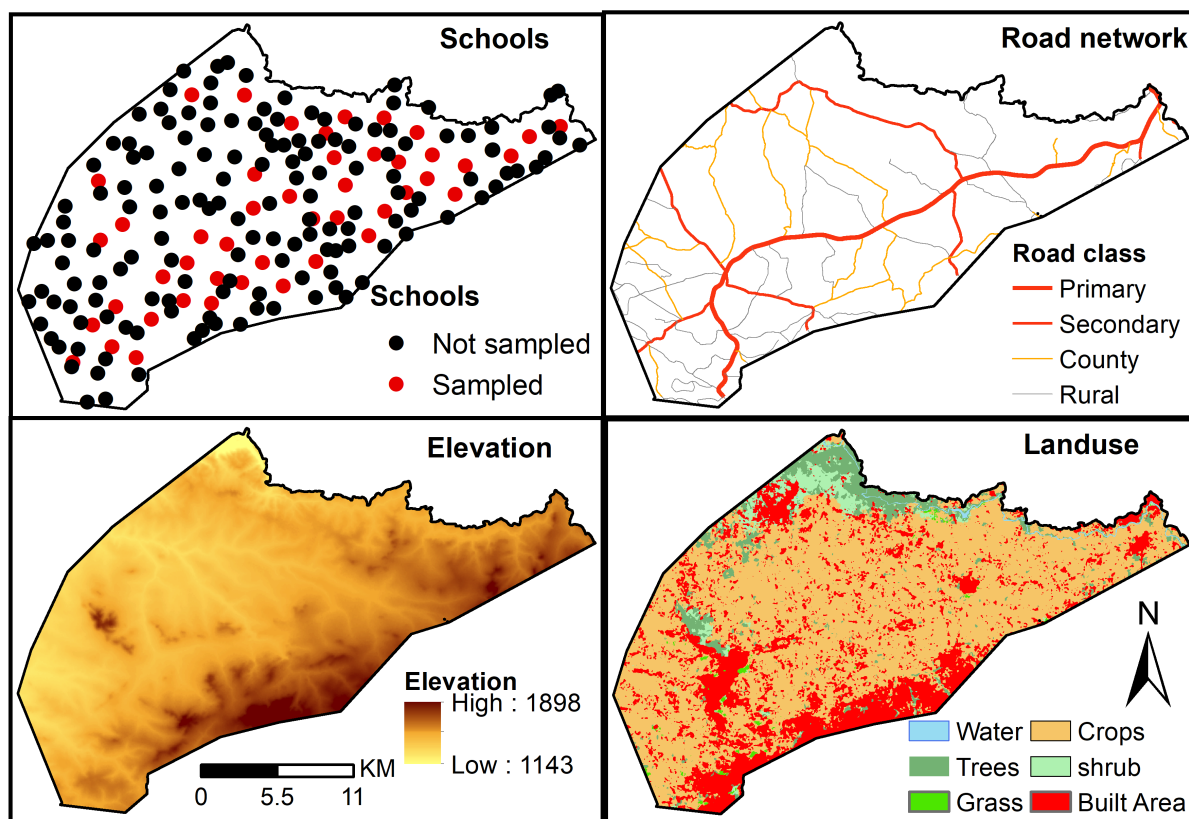 Schools
Schools
Not sampled
Sampled
Road network
Road class
Primary
Secondary
County
Rural
Elevation
Elevation
High : 1898
Low : 1143
KM
0 5.5 11
Landuse
N
Water Crops
Trees shrub
Grass Built Area